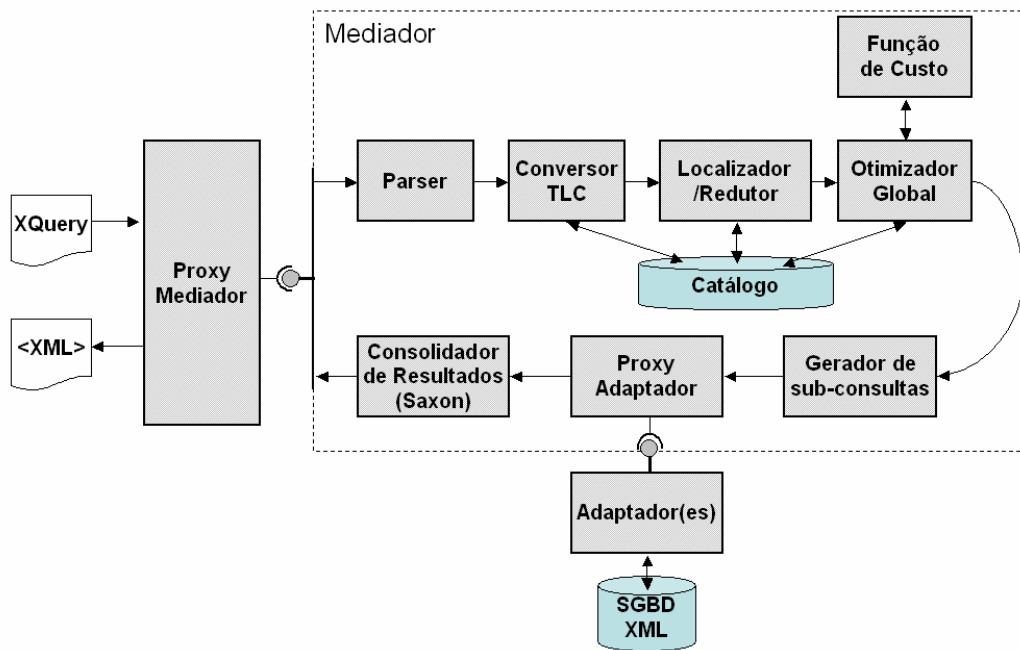 Mediador
Função
de Custo
Parser
Conversor
TLC
Localizador
/Redutor
Otimizador
Global
XQuery
Proxy
Mediador
Catálogo
<XML>
Consolidador
de Resultados
(Saxon)
Proxy
Adaptador
Gerador de
sub-consultas
Adaptador(es)
SGBD
XML